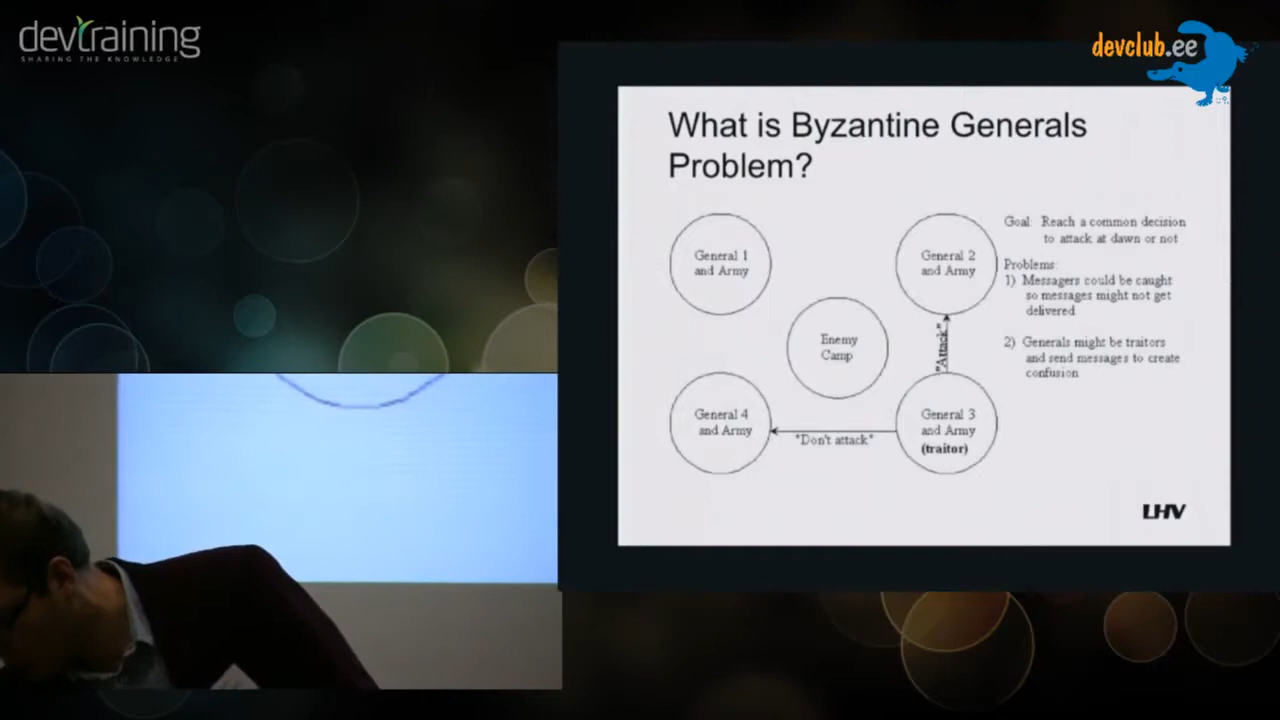 devtraining
SHARING THE KNOWLEDGE
devclub.ee
What is Byzantine Generals
Problem?
General 1
and Army
General 2
and Army
Goal: Reach a common decision
to attack at dawn or not
Problems:
1) Messagers could be caught
so messages might not get
delivered
2) Generals might be traitors
and send messages to create
confusion
Enemy
Camp
"Attack"
General 4
and Army
"Don't attack"
General 3
and Army
(traitor)
LHV